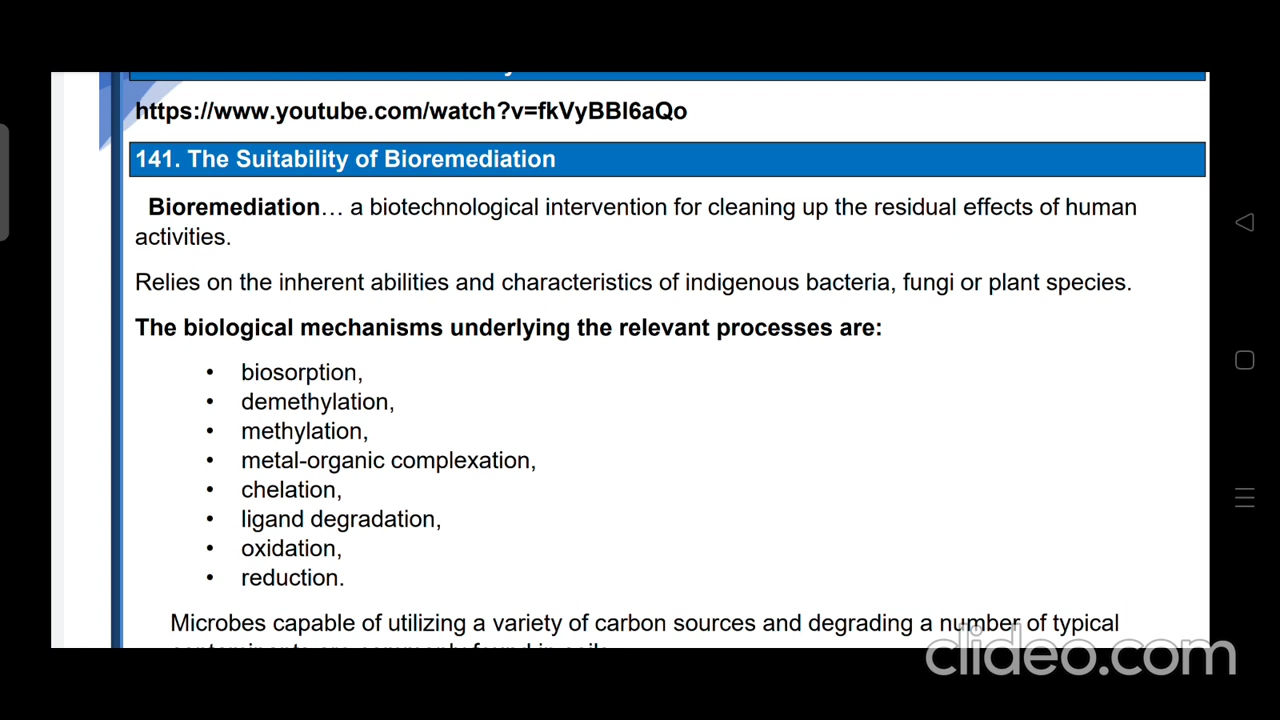 https://www.youtube.com/watch?v=fkVyBBl6aQo
141. The Suitability of Bioremediation
Bioremediation… a biotechnological intervention for cleaning up the residual effects of human
activities.
Relies on the inherent abilities and characteristics of indigenous bacteria, fungi or plant species.
The biological mechanisms underlying the relevant processes are:
• biosorption,
• demethylation,
• methylation,
• metal-organic complexation,
• chelation,
• ligand degradation,
• oxidation,
• reduction.
Microbes capable of utilizing a variety of carbon sources and degrading a number of typical
clideo.com